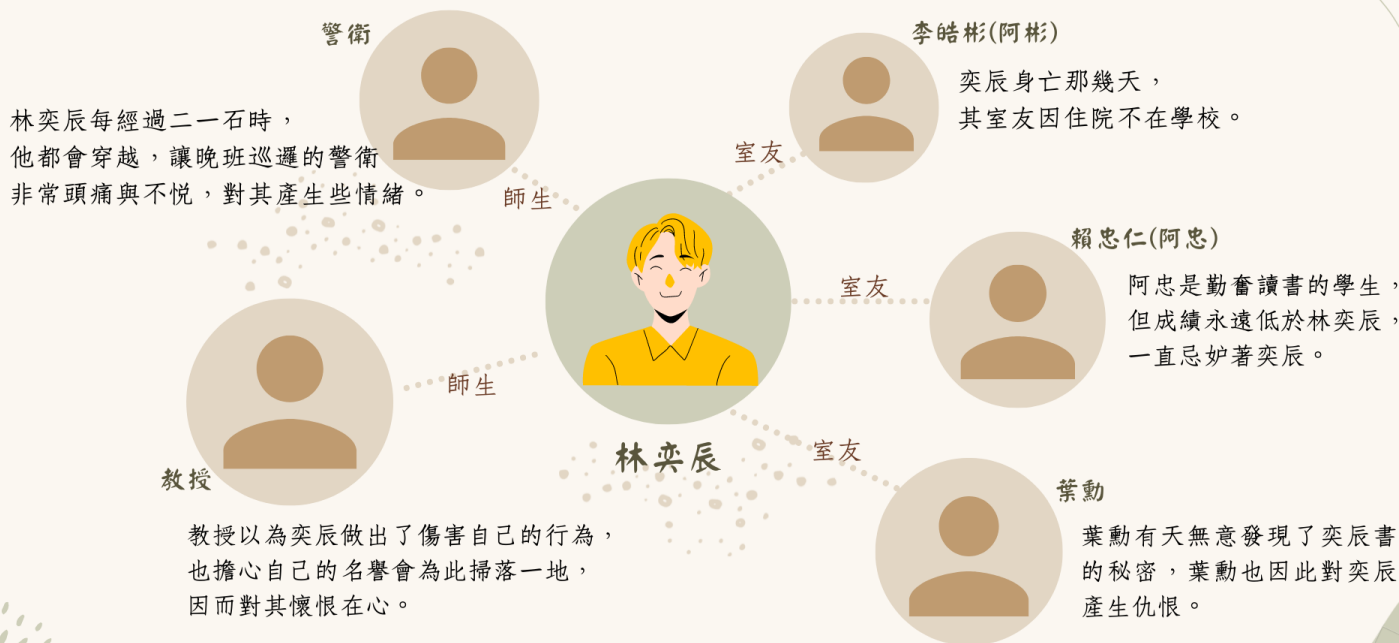 警衛
林奕辰每經過二一石時，
他都會穿越，讓晚班巡邏的警衛
非常頭痛與不悅，對其產生些情緒。
師生
李皓彬(阿彬)
奕辰身亡那幾天，
其室友因住院不在學校。
室友
賴忠仁(阿忠)
室友
阿忠是勤奮讀書的學生，
但成績永遠低於林奕辰，
一直忌妒著奕辰。
師生
林奕辰
室友
教授
教授以為奕辰做出了傷害自己的行為，
也擔心自己的名譽會為此掃落一地，
因而對其懷恨在心。
葉勳
葉勳有天無意發現了奕辰書
的秘密，葉勳也因此對奕辰
產生仇恨。